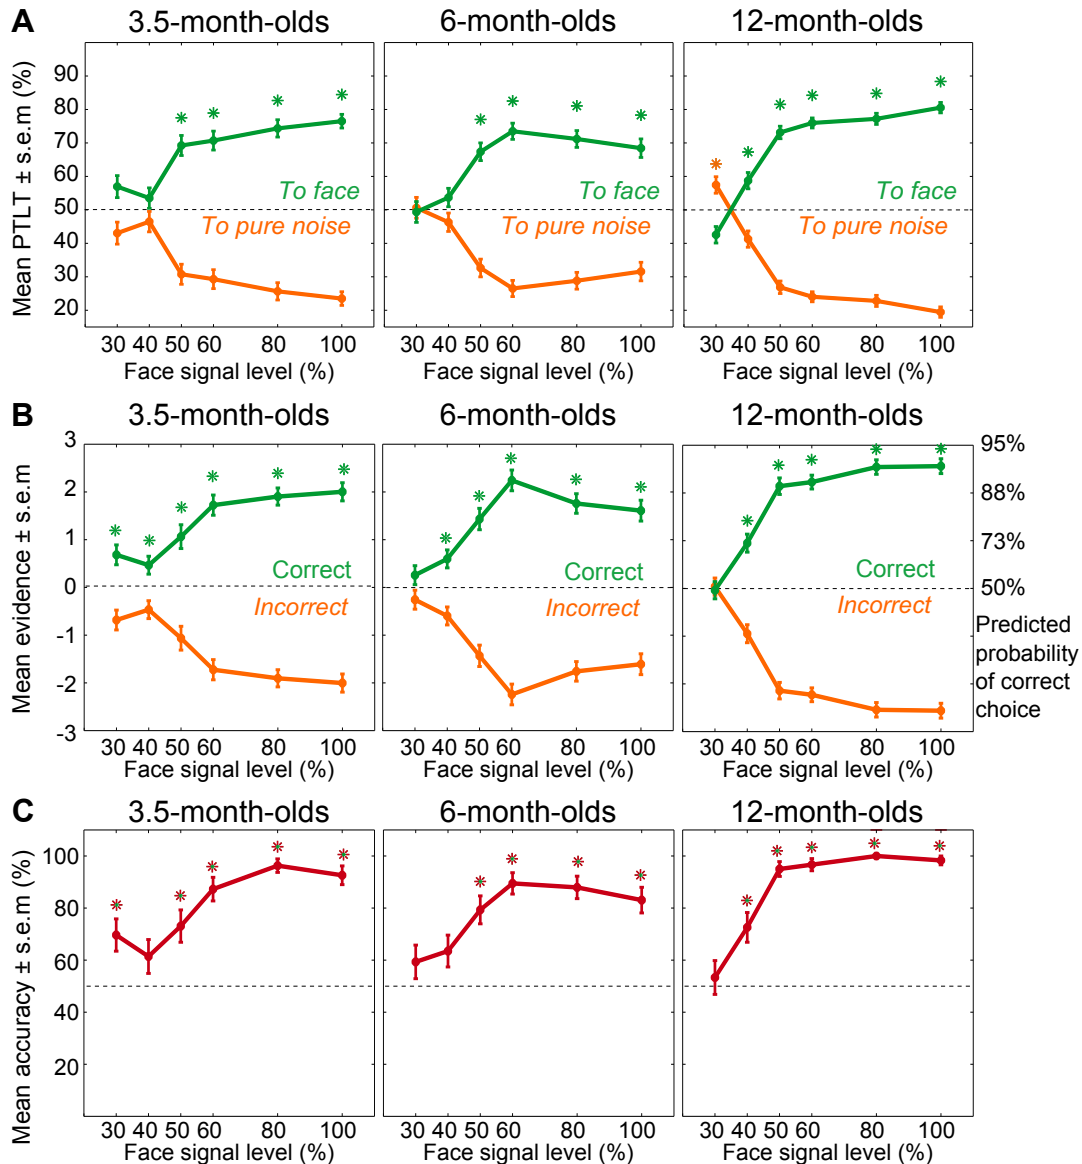 A
3.5-month-olds
6-month-olds
12-month-olds
Mean PTLT ± s.e.m (%)
90
80
70
60
50
40
30
20
To face
To pure noise
To face
To pure noise
To face
To pure noise
30 40 50 60 80 100
30 40 50 60 80 100
30 40 50 60 80 100
Face signal level (%)
Face signal level (%)
Face signal level (%)
B
3.5-month-olds
6-month-olds
12-month-olds
Mean evidence ± s.e.m
3
2
1
0
-1
-2
-3
Correct
Incorrect
Correct
Incorrect
Correct
Incorrect
95%
88%
73%
50%
Predicted
probability
of correct
choice
30 40 50 60 80 100
30 40 50 60 80 100
30 40 50 60 80 100
Face signal level (%)
Face signal level (%)
Face signal level (%)
C
3.5-month-olds
6-month-olds
12-month-olds
Mean accuracy ± s.e.m (%)
100
80
60
40
20
30 40 50 60 80 100
30 40 50 60 80 100
30 40 50 60 80 100
Face signal level (%)
Face signal level (%)
Face signal level (%)